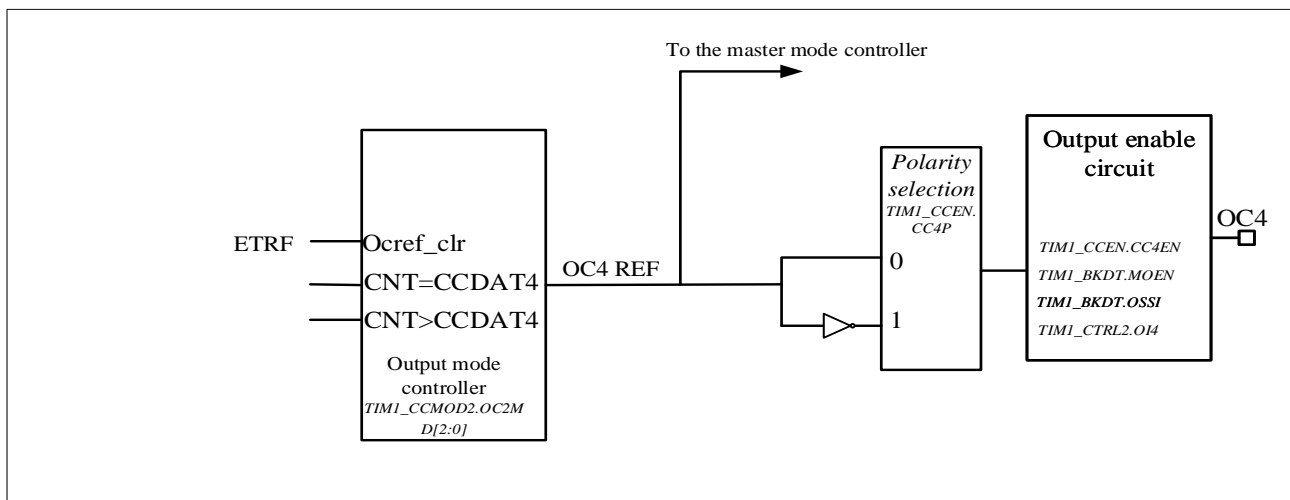 To the master mode controller
ETRF
Ocref_clr
CNT=CCDAT4
CNT>CCDAT4
Output mode
controller
TIM1_CCMOD2.OC2M
D[2:0]
OC4 REF
Polarity
selection
TIM1_CCEN.
CC4P
0
1
Output enable
circuit
TIM1_CCEN.CC4EN
TIM1_BKDT.MOEN
TIM1_BKDT.OSSI
TIM1_CTRL2.OI4
OC4